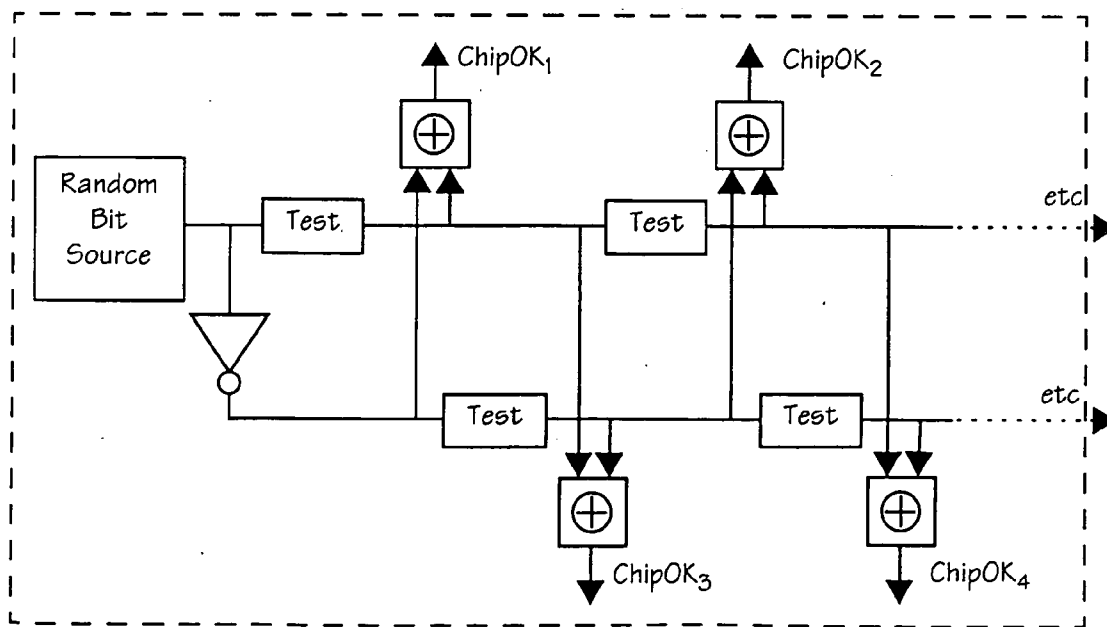 ChipOK1
ChipOK2
Random
Bit
Source
Test
Test
etc
Test
Test
etc
ChipOK3
ChipOK4